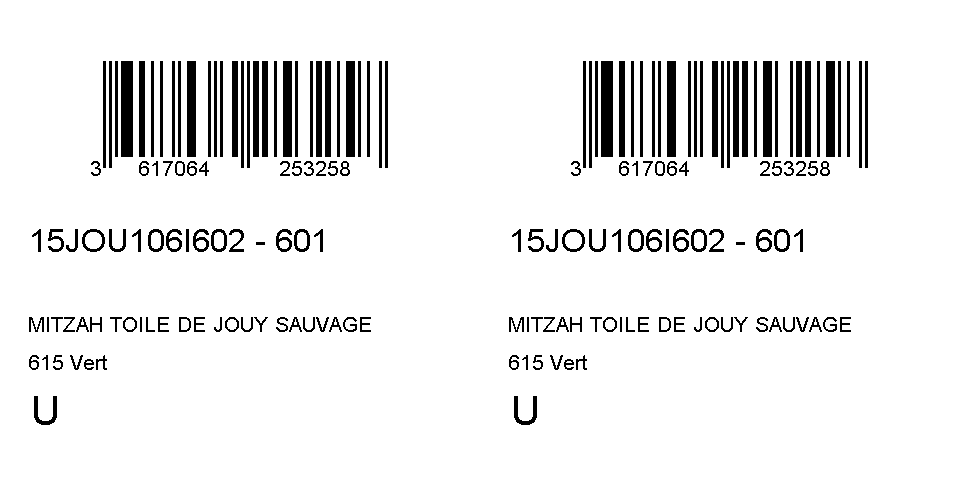 3 617064 253258
15JOU106I602 - 601
MITZAH TOILE DE JOUY SAUVAGE
615 Vert
U
3 617064 253258
15JOU106I602 - 601
MITZAH TOILE DE JOUY SAUVAGE
615 Vert
U